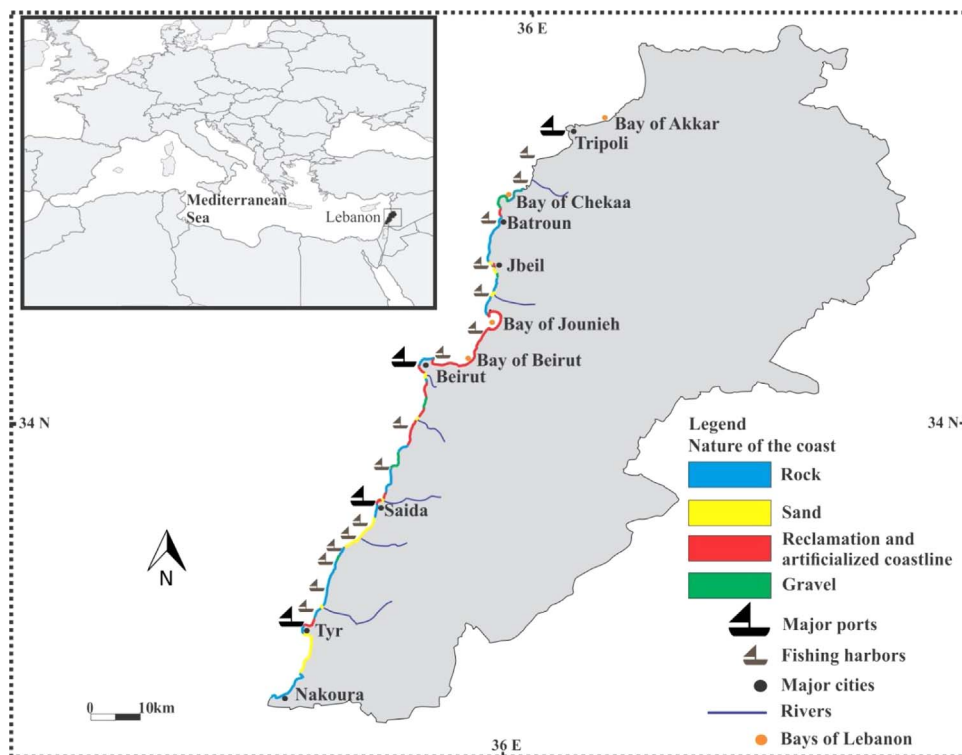 36 E
Mediterranean
Sea
Lebanon
Bay of Akkar
Tripoli
Bay of Chekaa
Batroun
Jbeil
Bay of Jounieh
Bay of Beirut
Beirut
34 N
34 N
Saida
Tyr
Nakoura
N
0
10km
36 E
Legend
Nature of the coast
Rock
Sand
Reclamation and
artificialized coastline
Gravel
Major ports
Fishing harbors
Major cities
Rivers
Bays of Lebanon